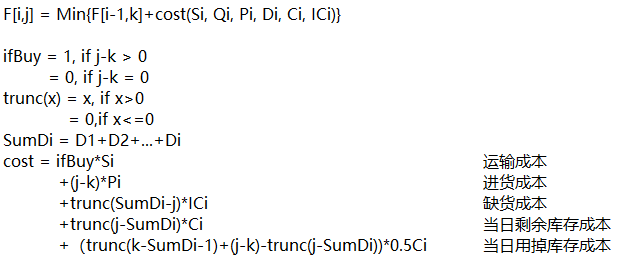 F[i,j] = Min{F[i-1,k]+cost(Si, Qi, Pi, Di, Ci, ICi)}
ifBuy = 1, if j-k > 0
= 0, if j-k = 0
trunc(x) = x, if x>0
= 0,if x<=0
SumDi = D1+D2+...+Di
cost = ifBuy*Si 运输成本
+(j-k)*Pi 进货成本
+trunc(SumDi-j)*ICi 缺货成本
+trunc(j-SumDi)*Ci 当日剩余库存成本
+（trunc(k-SumDi-1)+(j-k)-trunc(j-SumDi))*0.5Ci 当日用掉库存成本